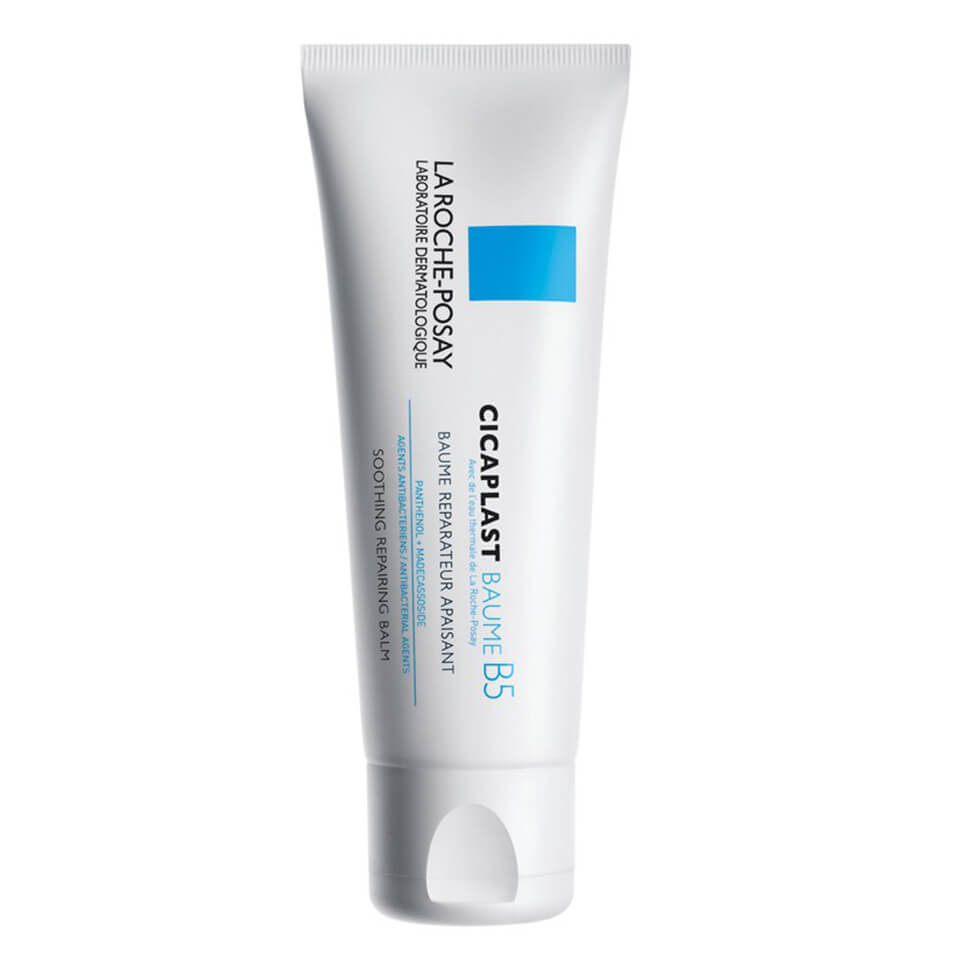 LA ROCHE-POSAY
LABORATOIRE DERMATOLOGIQUE
CICAPLAST BAUME B5
Avec de l'eau thermale de La Roche-Posay
BAUME REPARATEUR APAISANT
PANTHENOL + MADECASSOSIDE
AGENTS ANTIBACTERIENS / ANTIBACTERIAL AGENTS
SOOTHING REPAIRING BALM